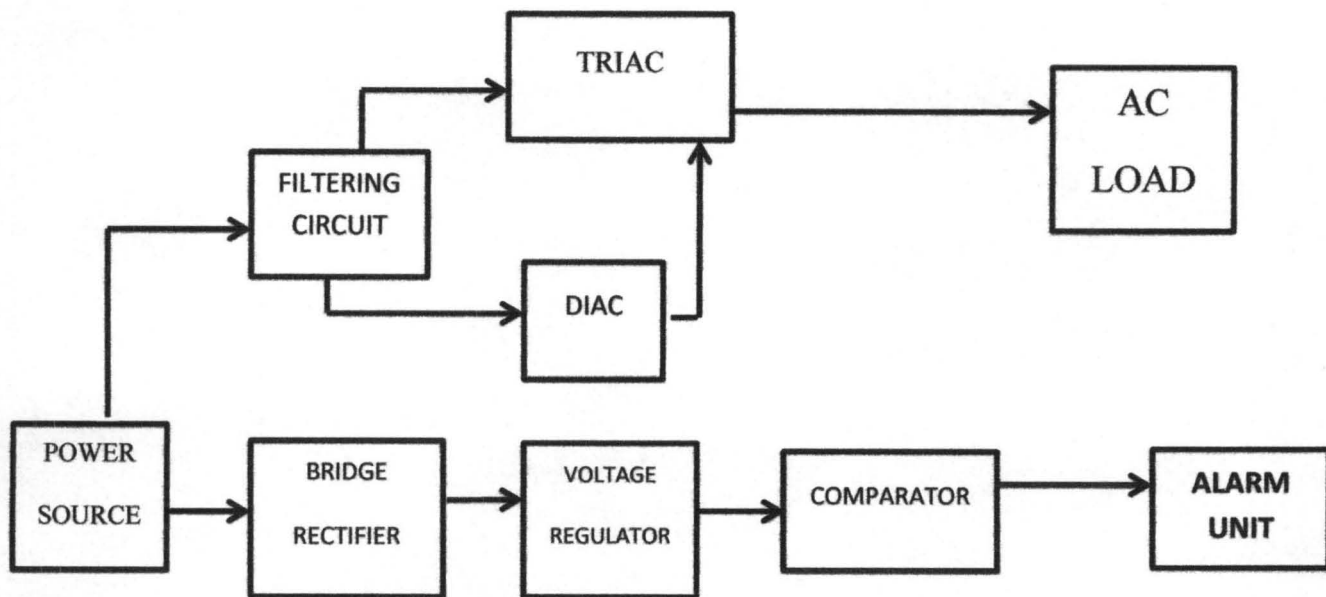 TRIAC
AC
LOAD
FILTERING
CIRCUIT
DIAC
POWER
SOURCE
BRIDGE
RECTIFIER
VOLTAGE
REGULATOR
COMPARATOR
ALARM
UNIT